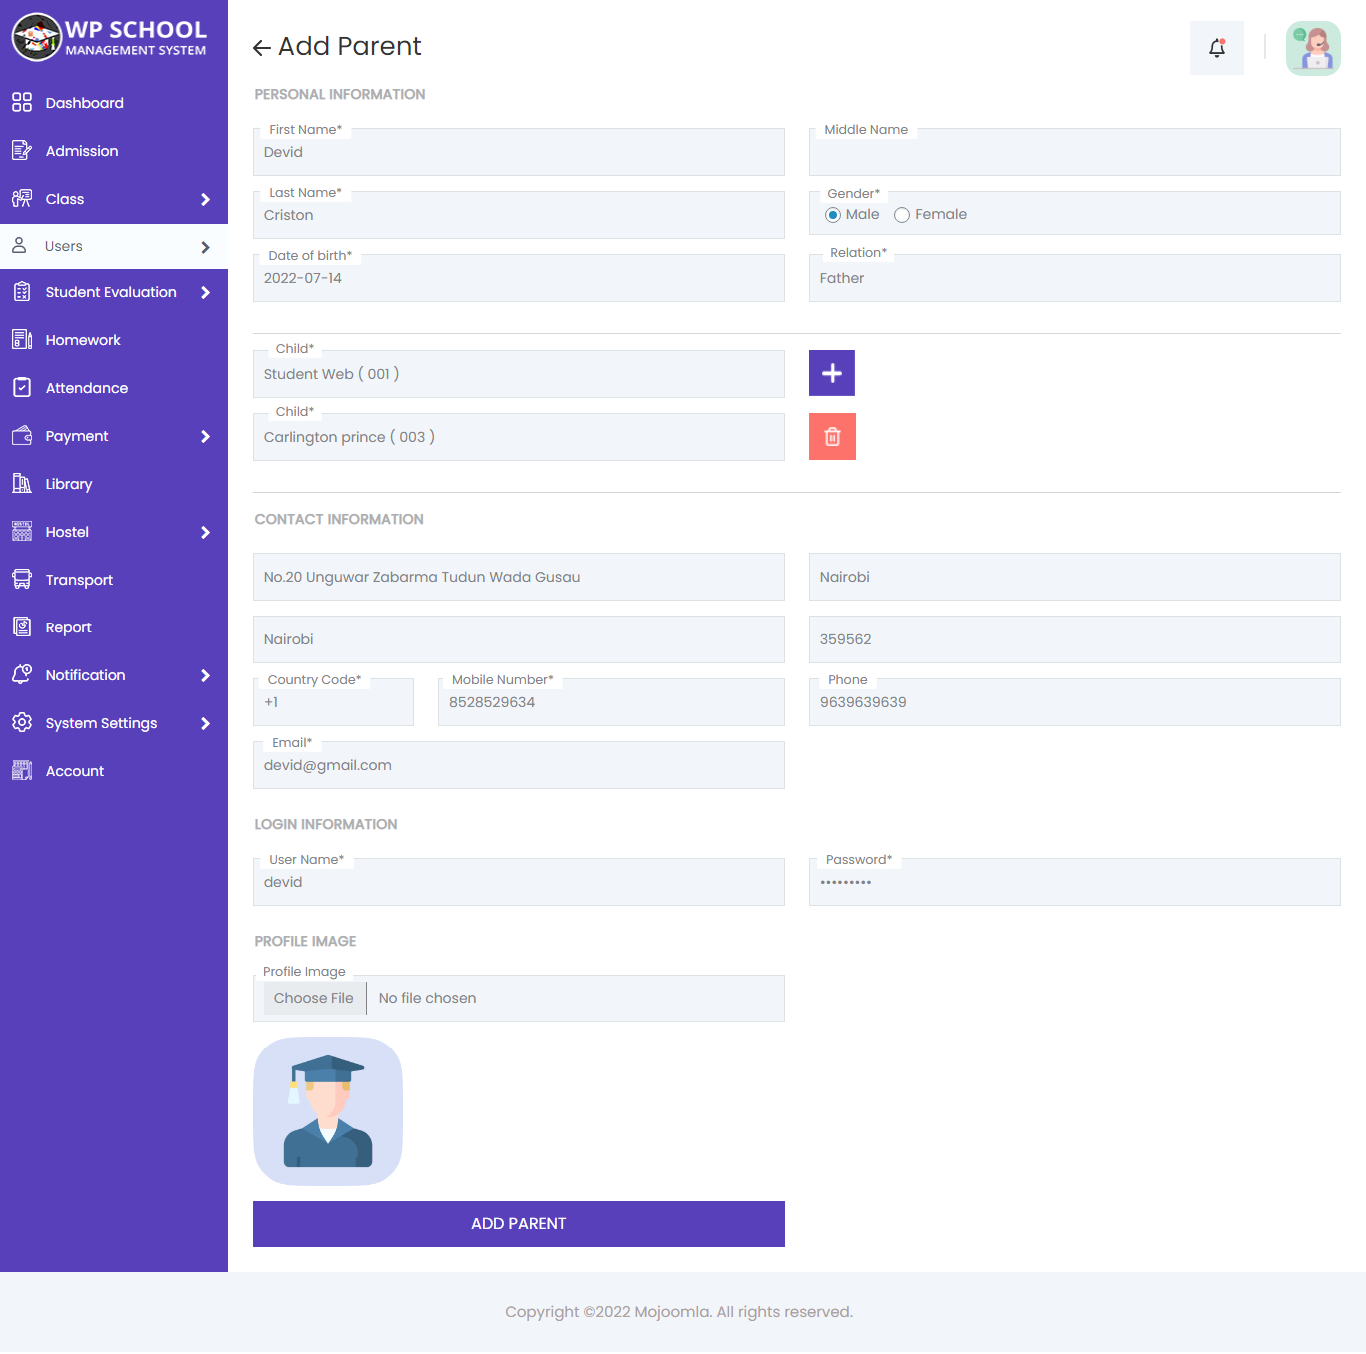 WP SCHOOL
MANAGEMENT SYSTEM
Dashboard
Admission
Class
Users
Student Evaluation
Homework
Attendance
Payment
Library
Hostel
Transport
Report
Notification
System Settings
Account
Add Parent
PERSONAL INFORMATION
First Name*
Devid
Middle Name
Last Name*
Criston
Gender*
Male Female
Date of birth*
2022-07-14
Relation*
Father
Child*
Student Web ( 001 )
Child*
Carlington prince ( 003 )
CONTACT INFORMATION
No.20 Unguwar Zabarma Tudun Wada Gusau
Nairobi
Nairobi
359562
Country Code*
+1
Mobile Number*
8528529634
Phone
9639639639
Email*
devid@gmail.com
LOGIN INFORMATION
User Name*
devid
Password*
•••••••••
PROFILE IMAGE
Profile Image
Choose File No file chosen
ADD PARENT
Copyright ©2022 Mojoomla. All rights reserved.